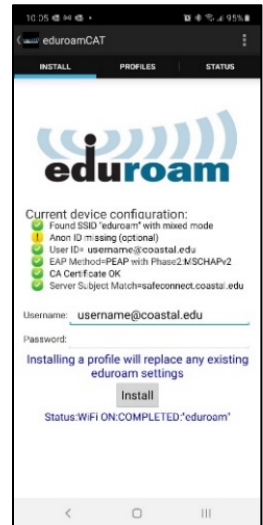 10:05
95%
eduroamCAT
INSTALL PROFILES STATUS
eduroam
Current device configuration:
Found SSID "eduroam" with mixed mode
Anon ID missing (optional)
User ID= username@coastal.edu
EAP Method=PEAP with Phase2:MSCHAPv2
CA Certificate OK
Server Subject Match=safeconnect.coastal.edu
Username: username@coastal.edu
Password:
Installing a profile will replace any existing
eduroam settings
Install
Status:WiFi ON:COMPLETED:"eduroam"